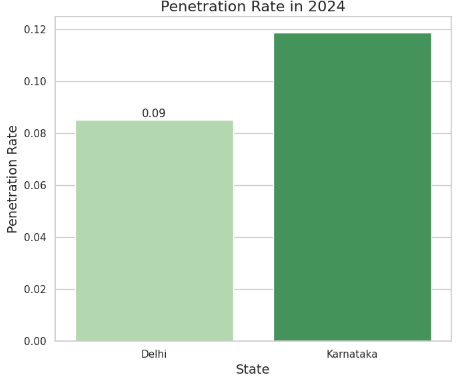 Penetration Rate in 2024
0.12
0.10
0.08
0.06
0.04
0.02
0.00
Penetration Rate
0.09
Delhi
Karnataka
State